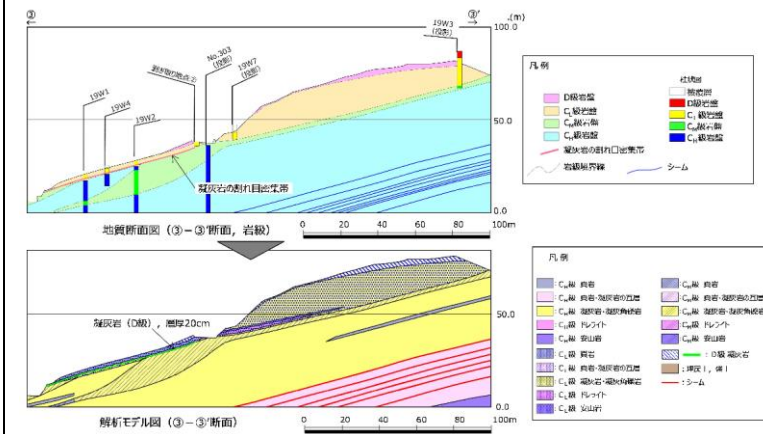 ③
③′
(m)
19W1
19W4
19W2
No.303
(投影)
19W7
(投影)
19W3
(投影)
100.0
50.0
0.0
凝灰岩の割れ目密集帯
地質断面図(③-③′断面, 岩級)
0 20 40 60 80 100m
凡例
D級岩盤
CL級岩盤
CM級岩盤
CH級岩盤
凝灰岩の割れ目密集帯
岩級境界線
シーム
柱状図
D級岩盤
CL級岩盤
CM級岩盤
CH級岩盤
凝灰岩(D級), 層厚20cm
50.0
0.0
解析モデル図(③-③′断面)
0 20 40 60 80 100m
凡例
:CH級 頁岩
:CH級 頁岩・凝灰岩の互層
:CH級 凝灰岩・凝灰角礫岩
:CH級 ドレライト
:CH級 安山岩
:CL級 頁岩
:CL級 頁岩・凝灰岩の互層
:CL級 凝灰岩・凝灰角礫岩
:CL級 ドレライト
:CL級 安山岩
:CM級 頁岩
:CM級 頁岩・凝灰岩の互層
:CM級 凝灰岩・凝灰角礫岩
:CM級 ドレライト
:CM級 安山岩
:D級 凝灰岩
:シーム